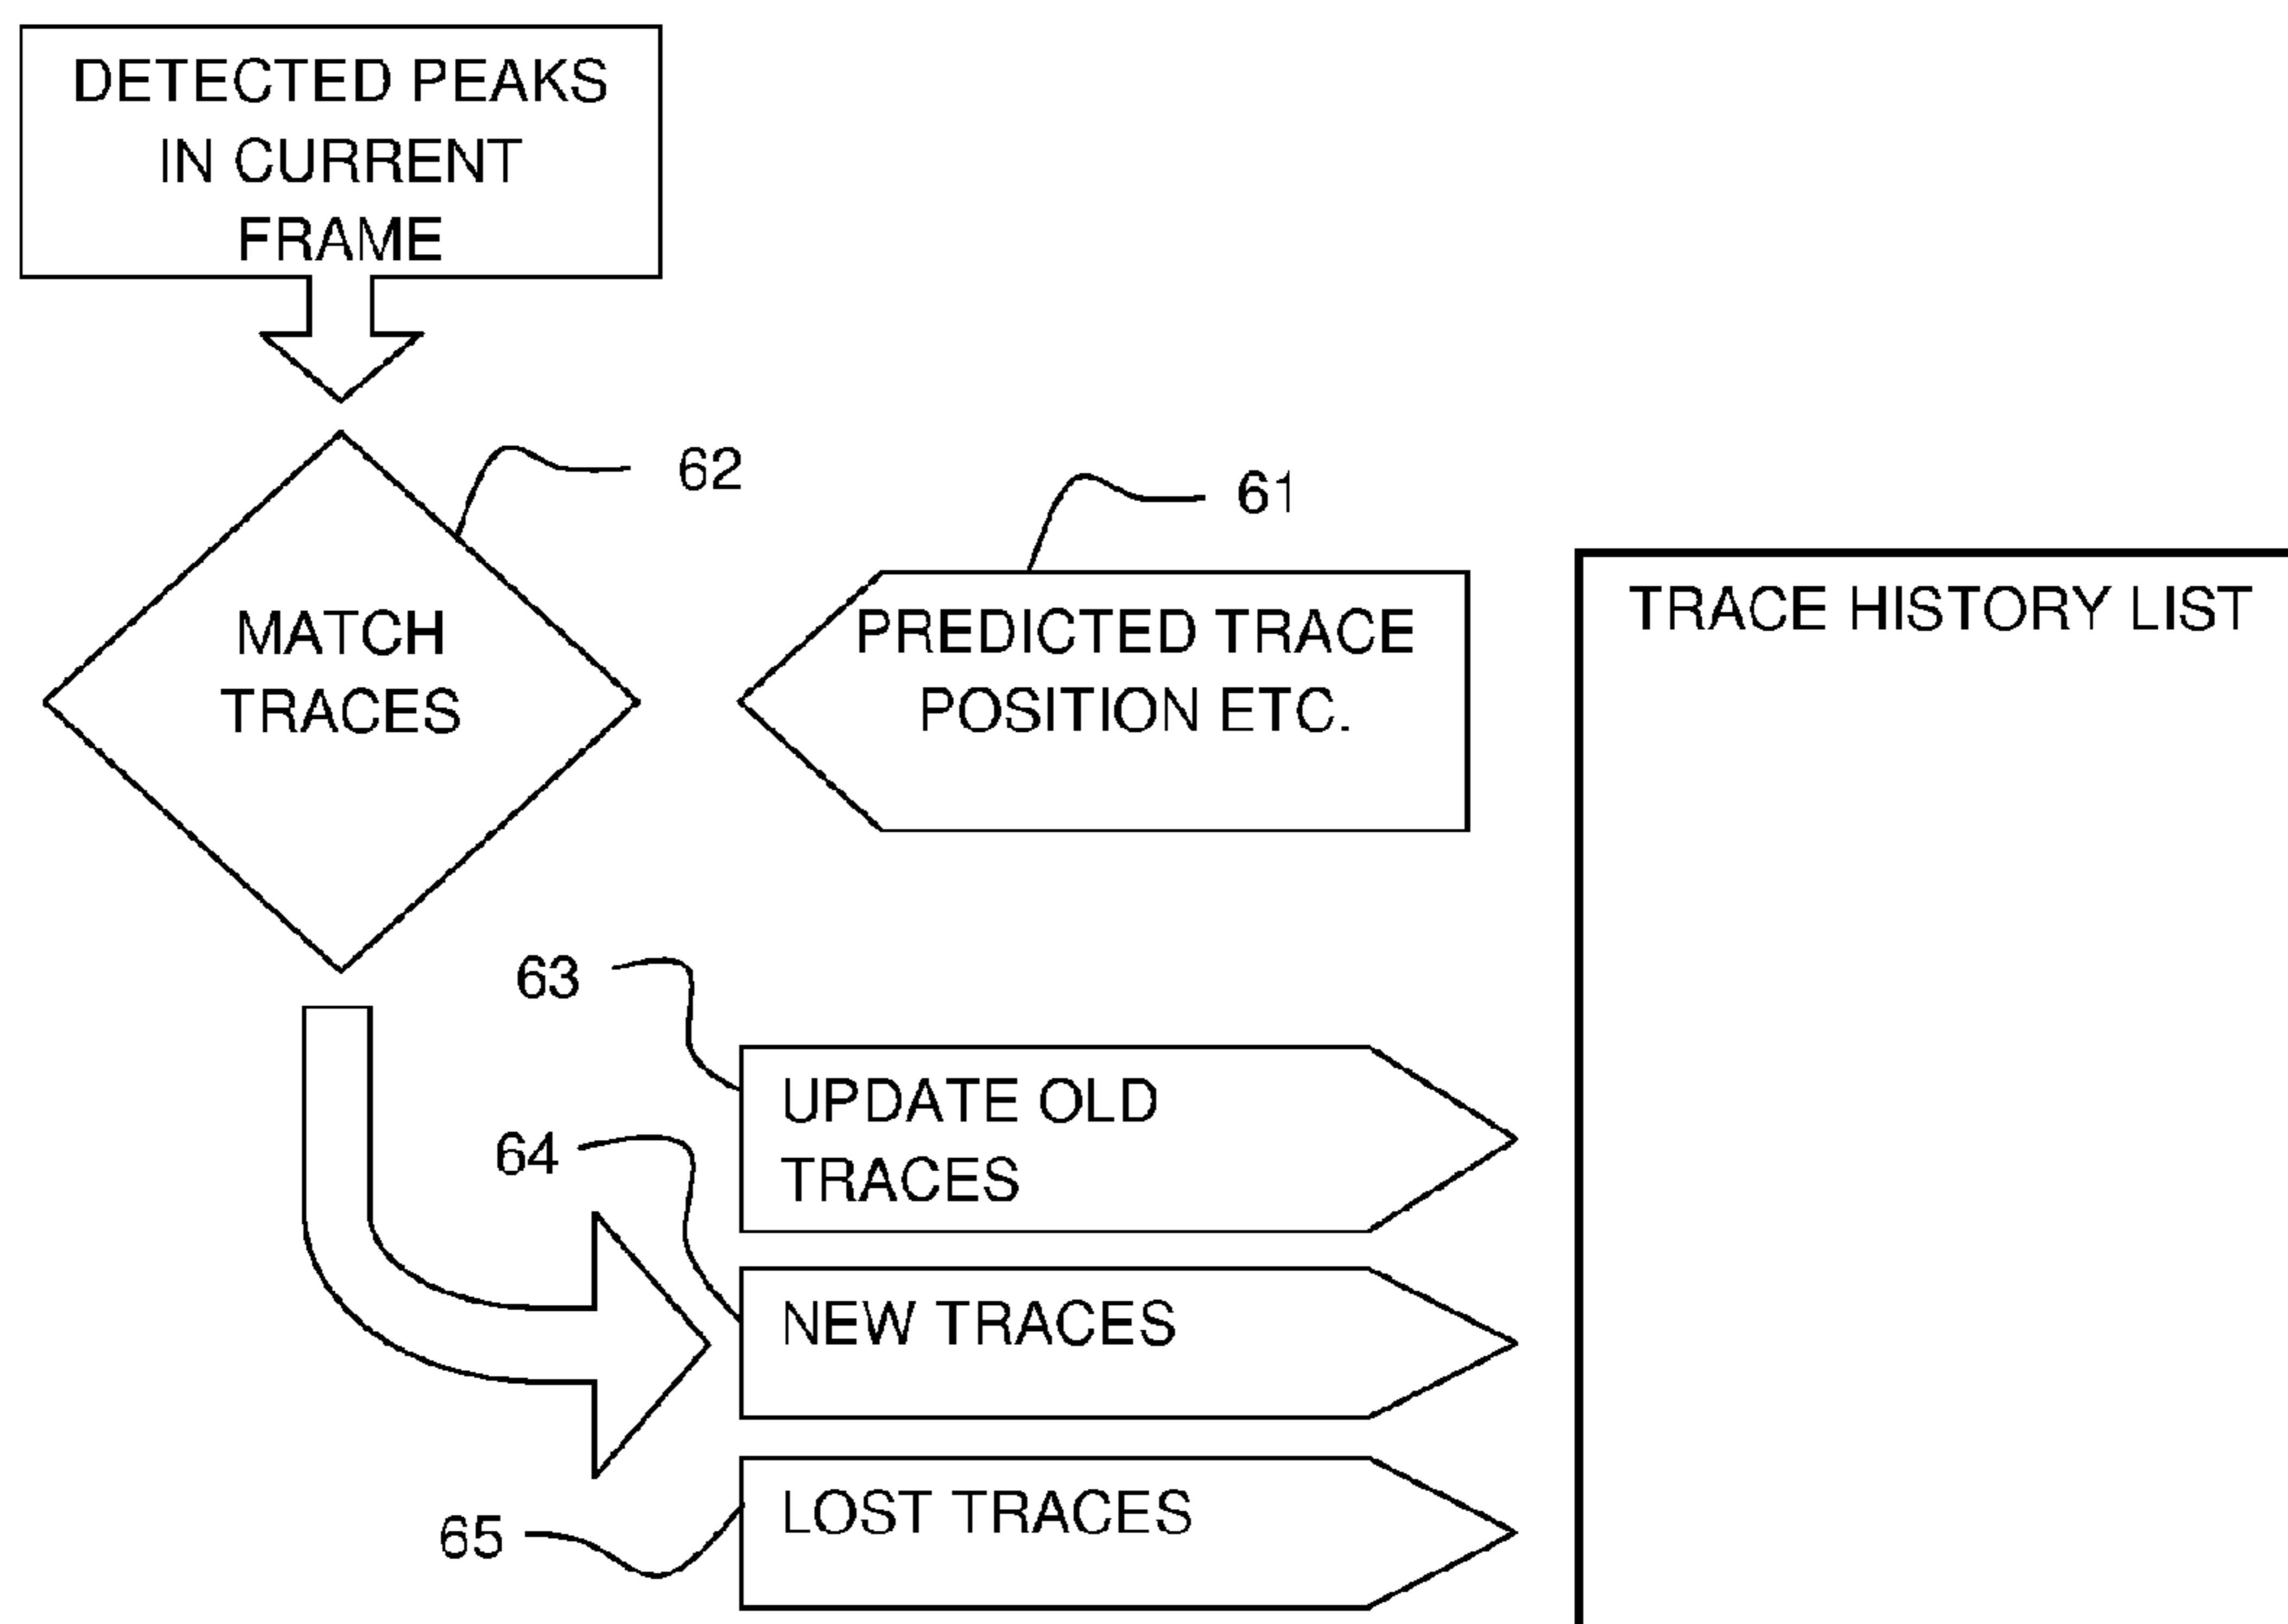 DETECTED PEAKS
IN CURRENT
FRAME
62
61
MATCH
TRACES
PREDICTED TRACE
POSITION ETC.
TRACE HISTORY LIST
63
UPDATE OLD
TRACES
64
NEW TRACES
65
LOST TRACES